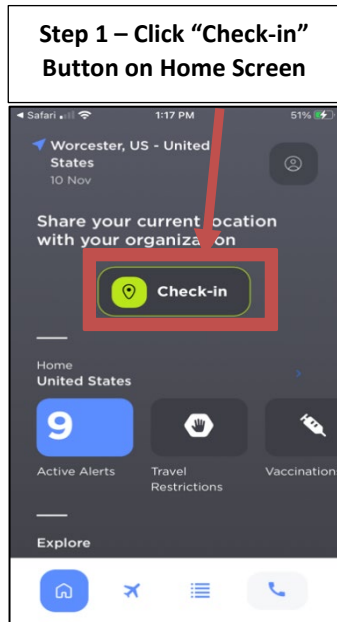 Step 1 – Click “Check-in”
Button on Home Screen
Safari 1:17 PM 51%
Worcester, US - United
States
10 Nov
Share your current location
with your organization
Check-in
Home
United States
9
Active Alerts
Travel
Restrictions
Vaccination
Explore